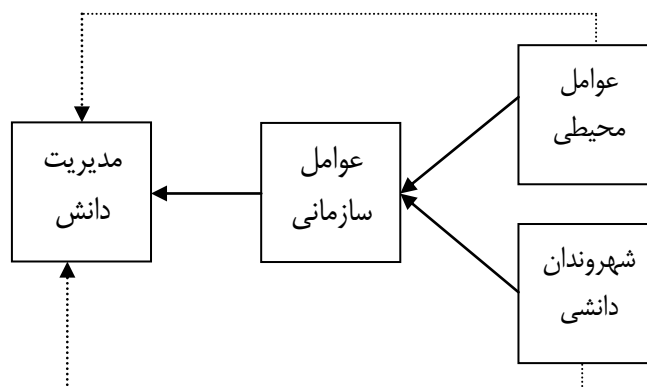 عوامل
محیطی
عوامل
سازمانی
مدیریت
دانش
شهروندان
دانشی